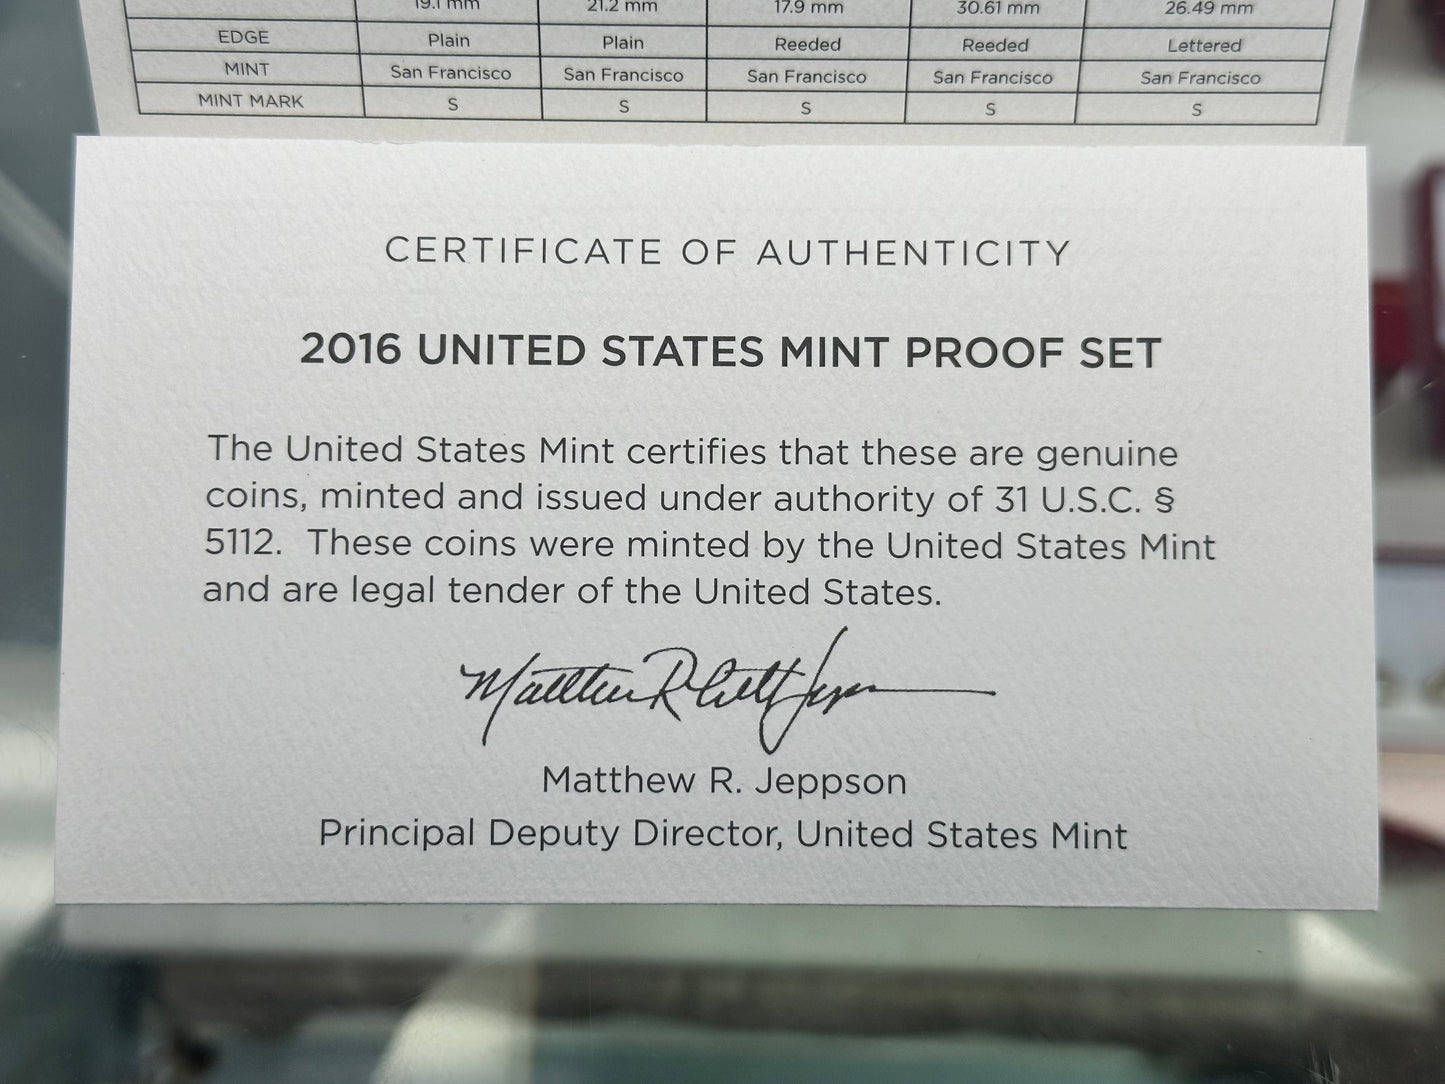 19.1 mm 21.2 mm 17.9 mm 30.61 mm 26.49 mm
EDGE Plain Plain Reeded Reeded Lettered
MINT San Francisco San Francisco San Francisco San Francisco San Francisco
MINT MARK S S S S S
CERTIFICATE OF AUTHENTICITY
2016 UNITED STATES MINT PROOF SET
The United States Mint certifies that these are genuine
coins, minted and issued under authority of 31 U.S.C. §
5112.  These coins were minted by the United States Mint
and are legal tender of the United States.
Matthew R. Jeppson
Principal Deputy Director, United States Mint